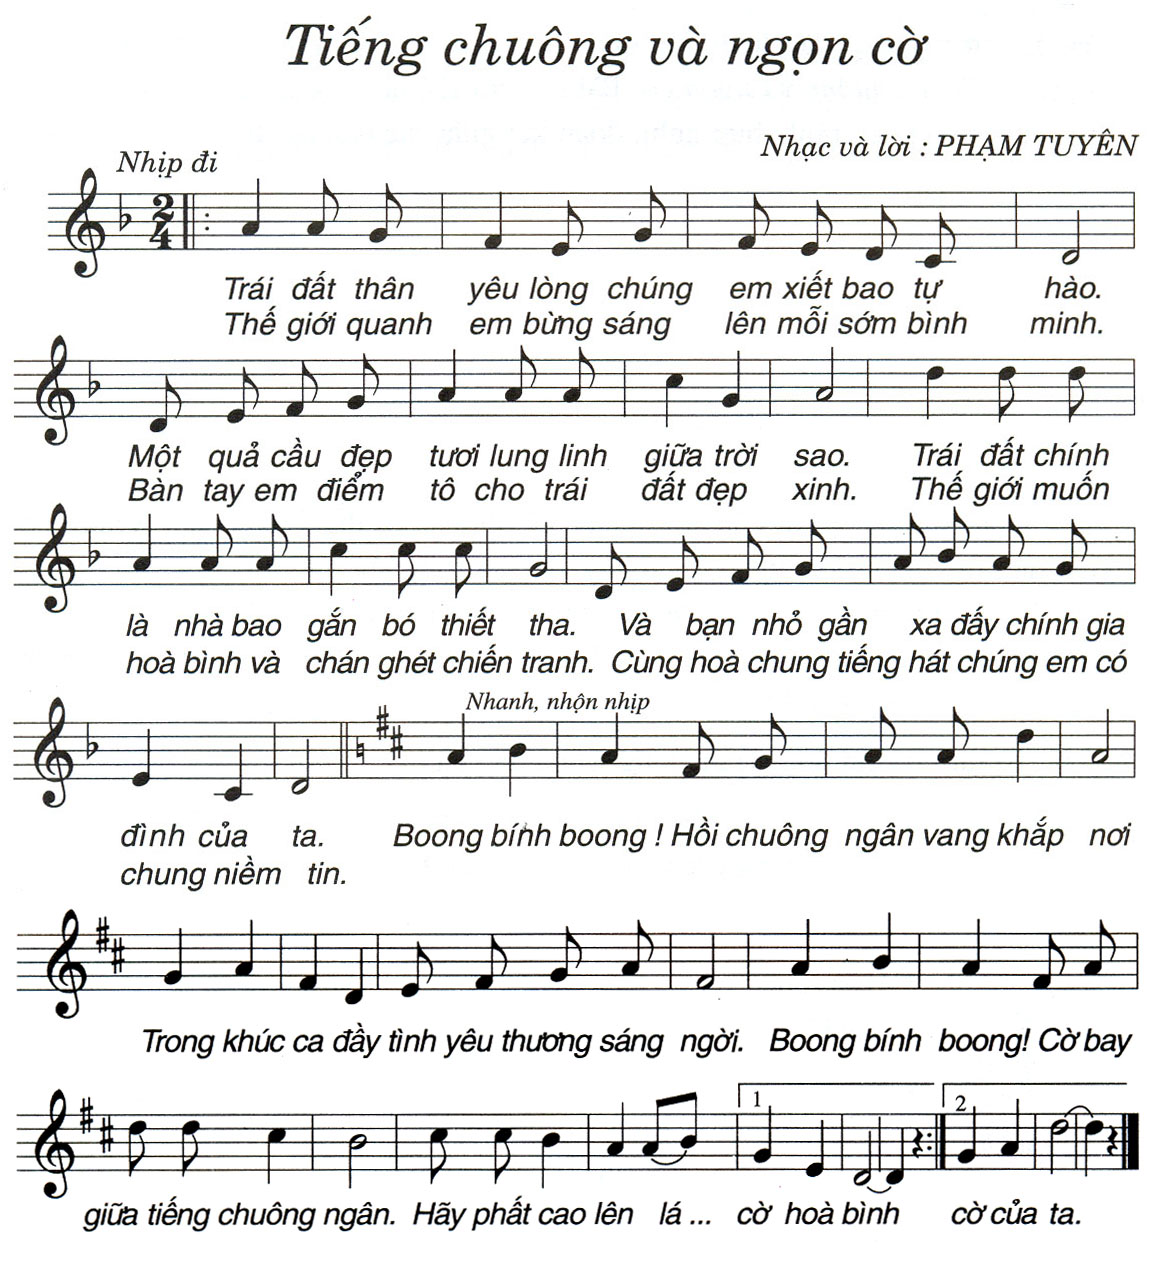 Tiếng chuông và ngọn cờ
Nhịp đi
Nhạc và lời : PHẠM TUYÊN
2
4
Trái đất thân yêu lòng chúng em xiết bao tự hào.
Thế giới quanh em bừng sáng lên mỗi sớm bình minh.
Một quả cầu đẹp tươi lung linh giữa trời sao. Trái đất chính
Bàn tay em điểm tô cho trái đất đẹp xinh. Thế giới muốn
là nhà bao gắn bó thiết tha. Và bạn nhỏ gần xa đấy chính gia
hoà bình và chán ghét chiến tranh. Cùng hoà chung tiếng hát chúng em có
Nhanh, nhộn nhịp
đình của ta. Boong bính boong ! Hồi chuông ngân vang khắp nơi
chung niềm tin.
Trong khúc ca đầy tình yêu thương sáng ngời. Boong bính boong! Cờ bay
1
2
giữa tiếng chuông ngân. Hãy phất cao lên lá ... cờ hoà bình cờ của ta.